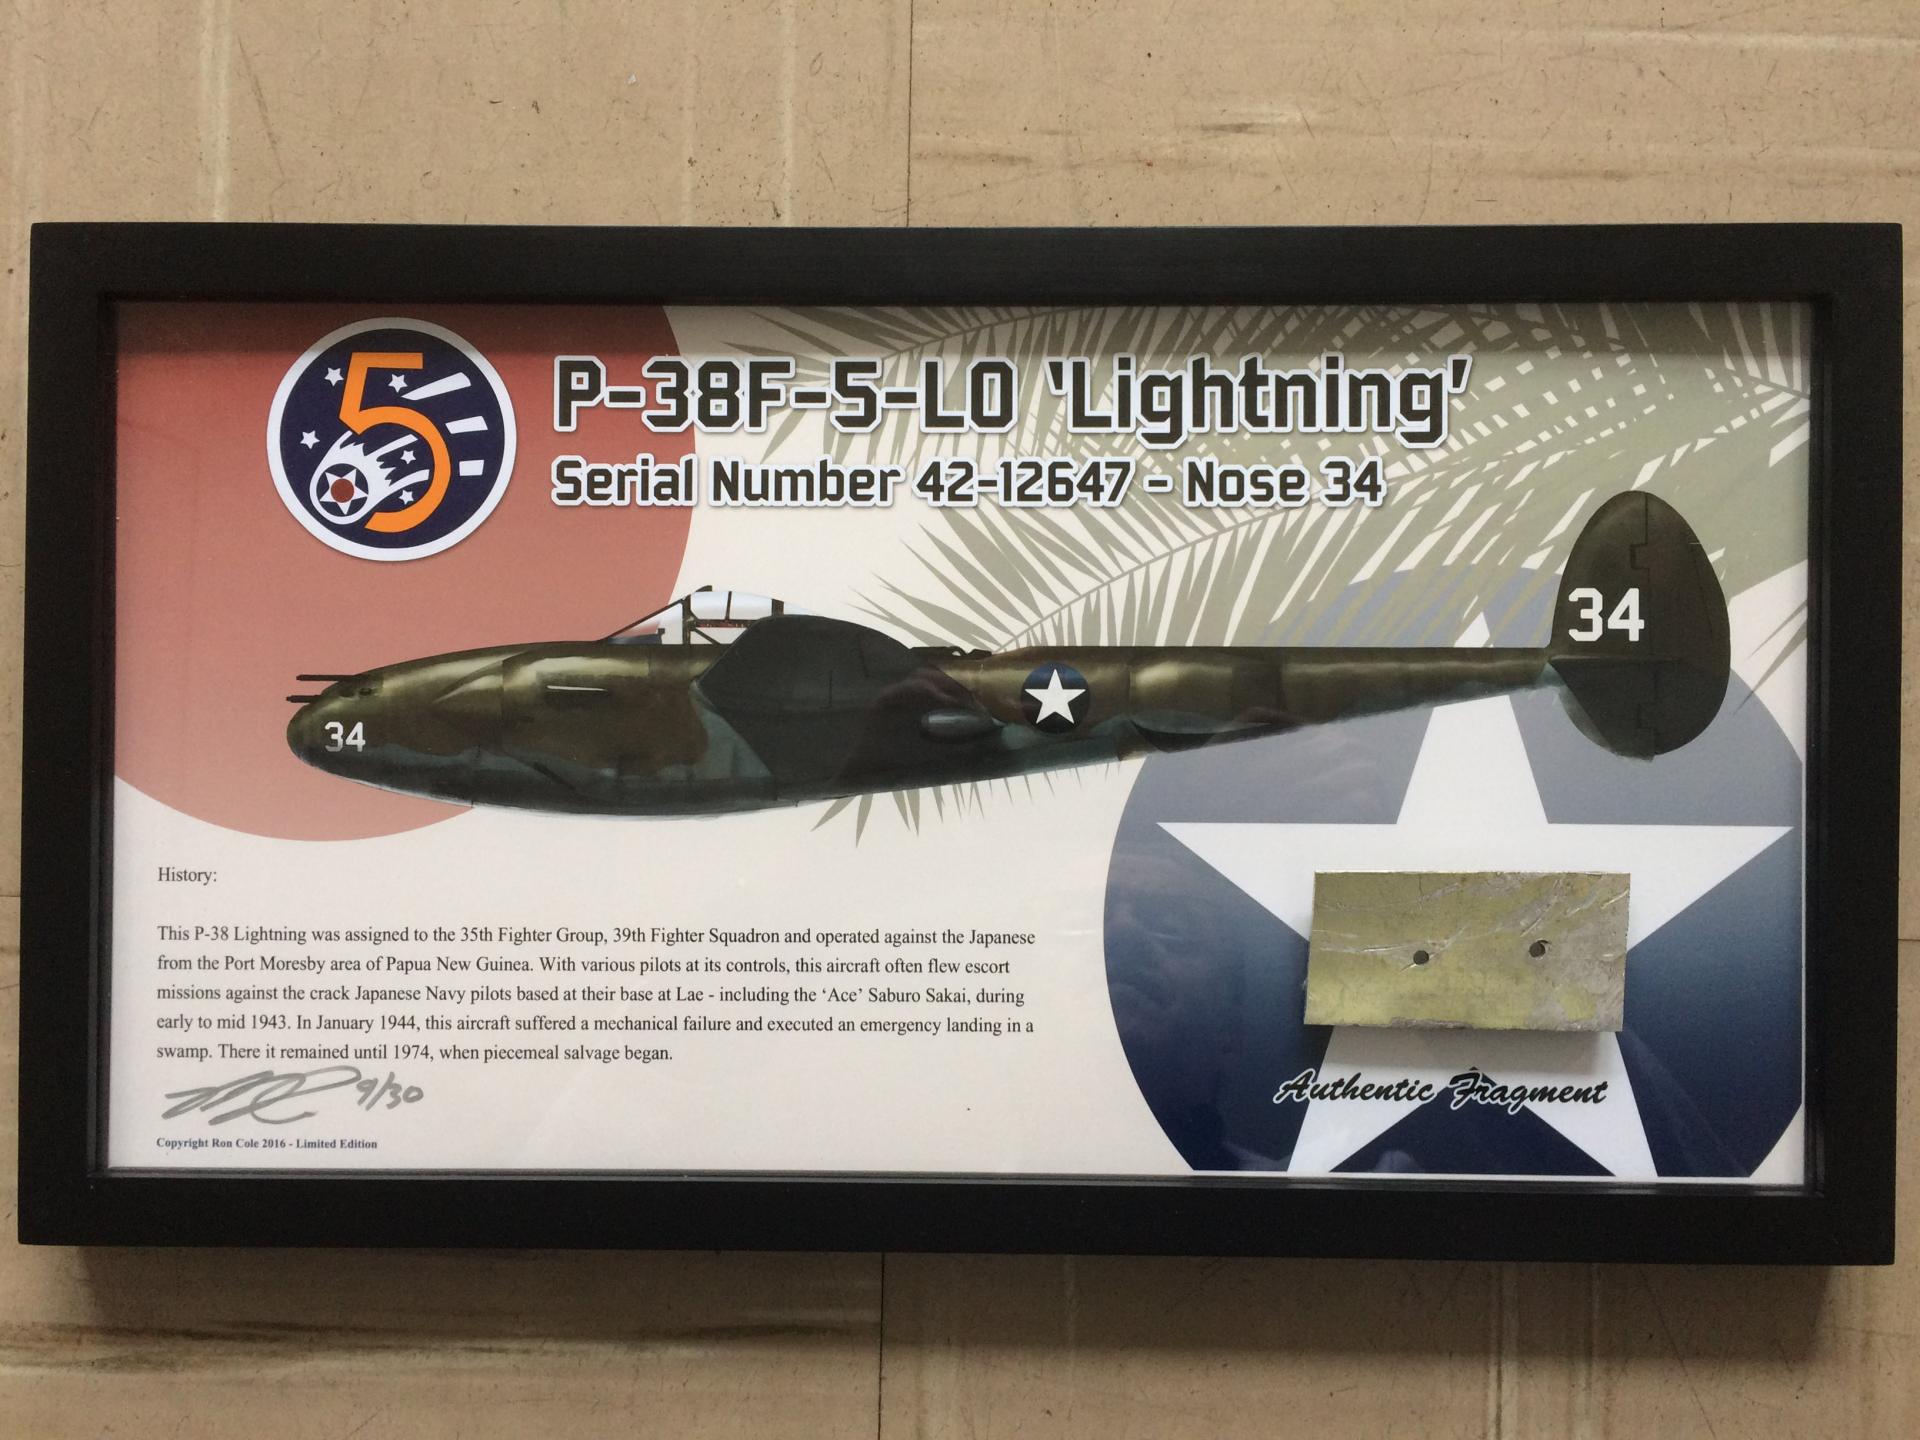 5
P-38F-5-LO 'Lightning'
Serial Number 42-12647 - Nose 34
34
34
History:
This P-38 Lightning was assigned to the 35th Fighter Group, 39th Fighter Squadron and operated against the Japanese
from the Port Moresby area of Papua New Guinea. With various pilots at its controls, this aircraft often flew escort
missions against the crack Japanese Navy pilots based at their base at Lae - including the 'Ace' Saburo Sakai, during
early to mid 1943. In January 1944, this aircraft suffered a mechanical failure and executed an emergency landing in a
swamp. There it remained until 1974, when piecemeal salvage began.
9/30
Copyright Ron Cole 2016 - Limited Edition
Authentic Fragment